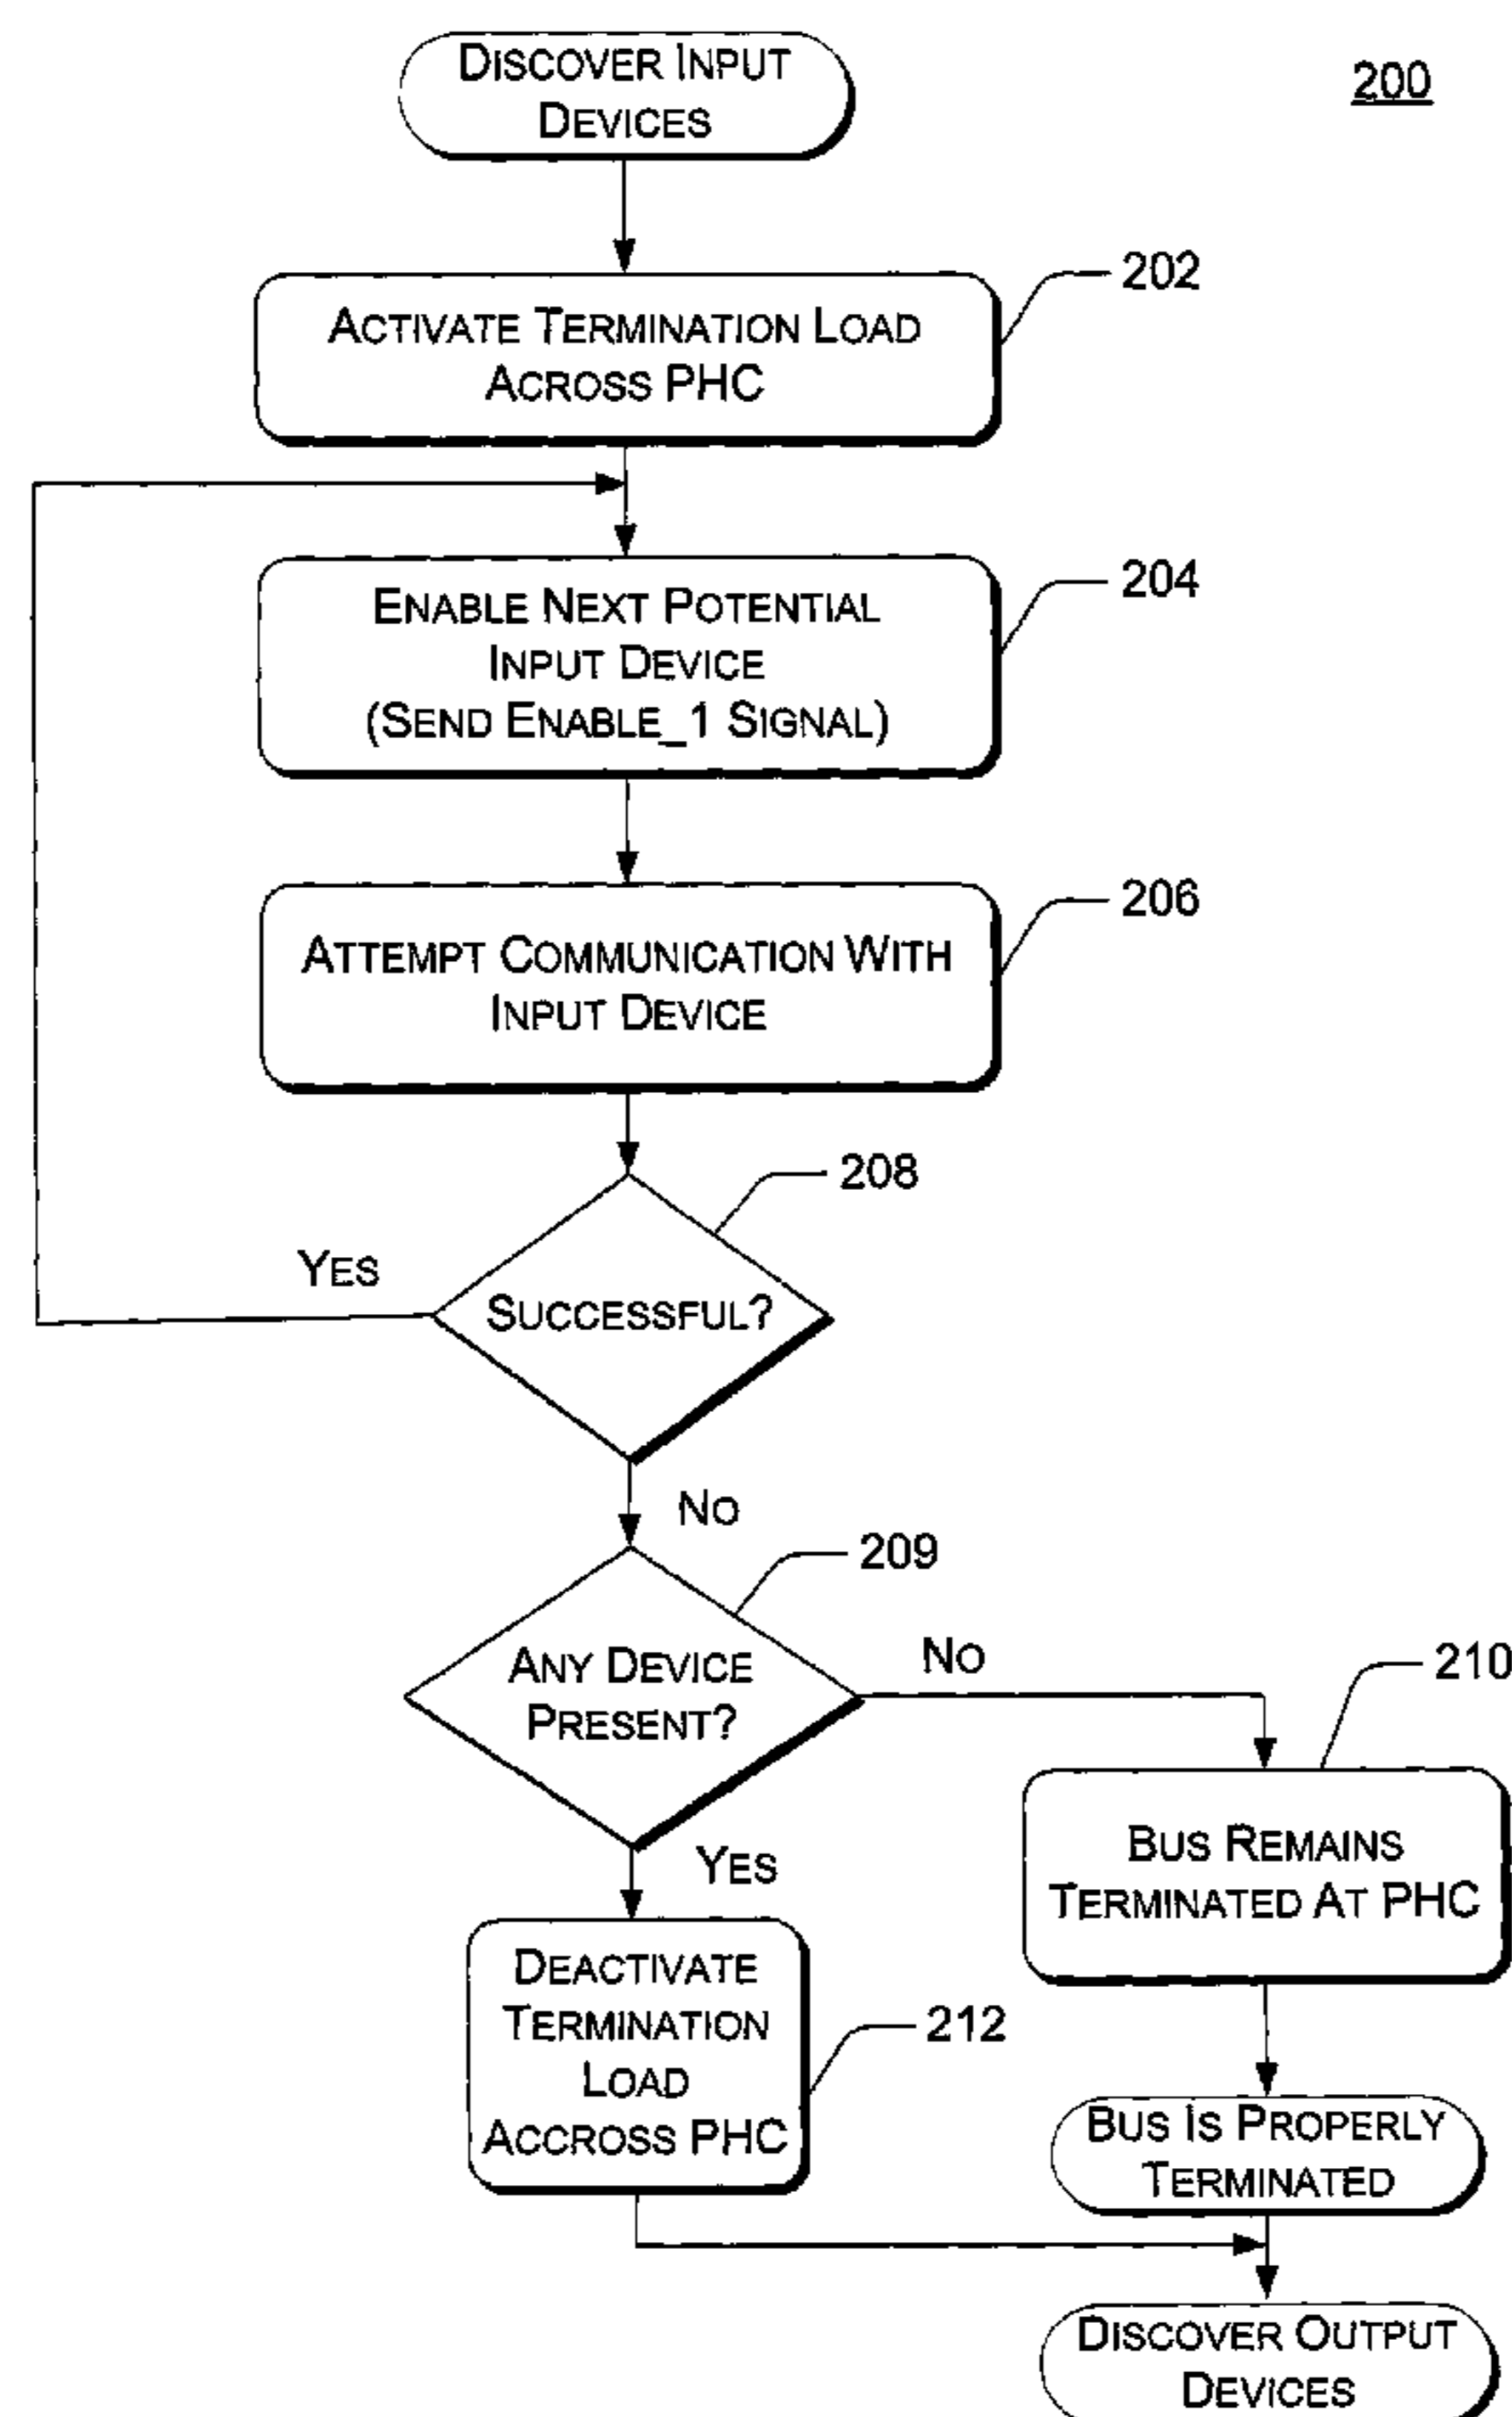 DISCOVER INPUT
DEVICES
200
ACTIVATE TERMINATION LOAD
ACROSS PHC
202
ENABLE NEXT POTENTIAL
INPUT DEVICE
(SEND ENABLE_1 SIGNAL)
204
ATTEMPT COMMUNICATION WITH
INPUT DEVICE
206
208
YES
SUCCESSFUL?
NO
209
ANY DEVICE
PRESENT?
NO
210
YES
BUS REMAINS
TERMINATED AT PHC
DEACTIVATE
TERMINATION
LOAD
ACCROSS PHC
212
BUS IS PROPERLY
TERMINATED
DISCOVER OUTPUT
DEVICES